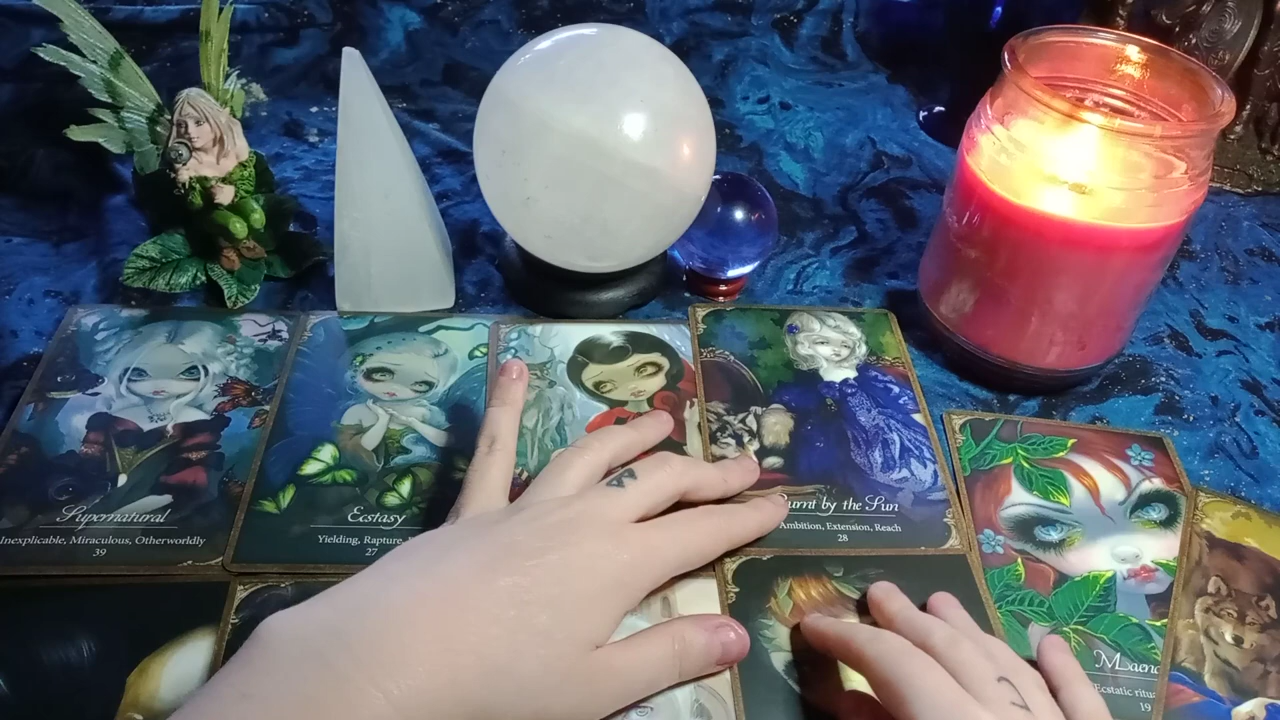 Supernatural
Inexplicable, Miraculous, Otherworldly
39
Ecstasy
Yielding, Rapture,
27
Burnt by the Sun
Ambition, Extension, Reach
28
Maena
Ecstatic ritu
19